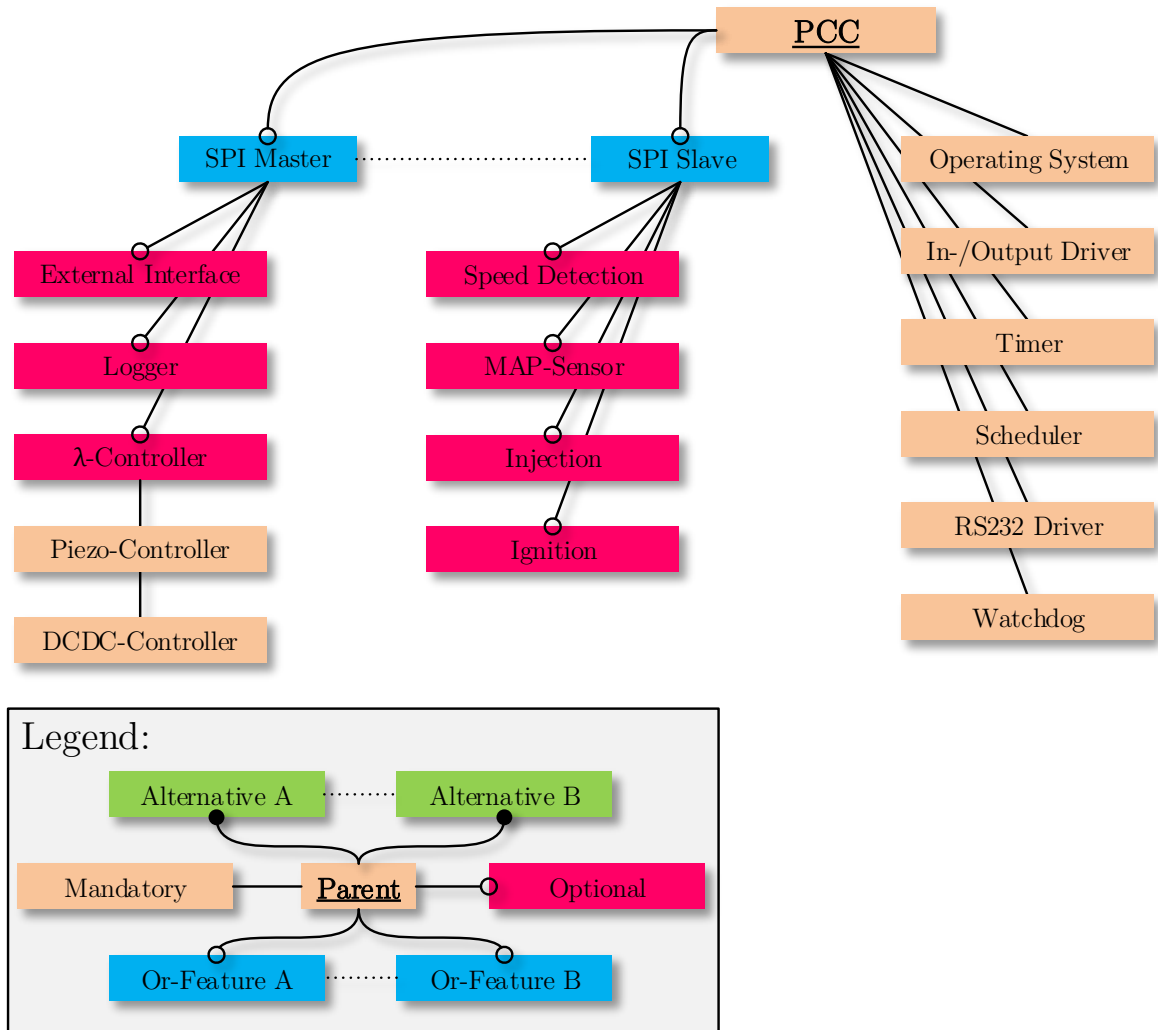 PCC
SPI Master
SPI Slave
Operating System
External Interface
Speed Detection
In-/Output Driver
Logger
MAP-Sensor
Timer
λ-Controller
Injection
Scheduler
Piezo-Controller
Ignition
RS232 Driver
DCDC-Controller
Watchdog
Legend:
Alternative A
Alternative B
Mandatory
Parent
Optional
Or-Feature A
Or-Feature B